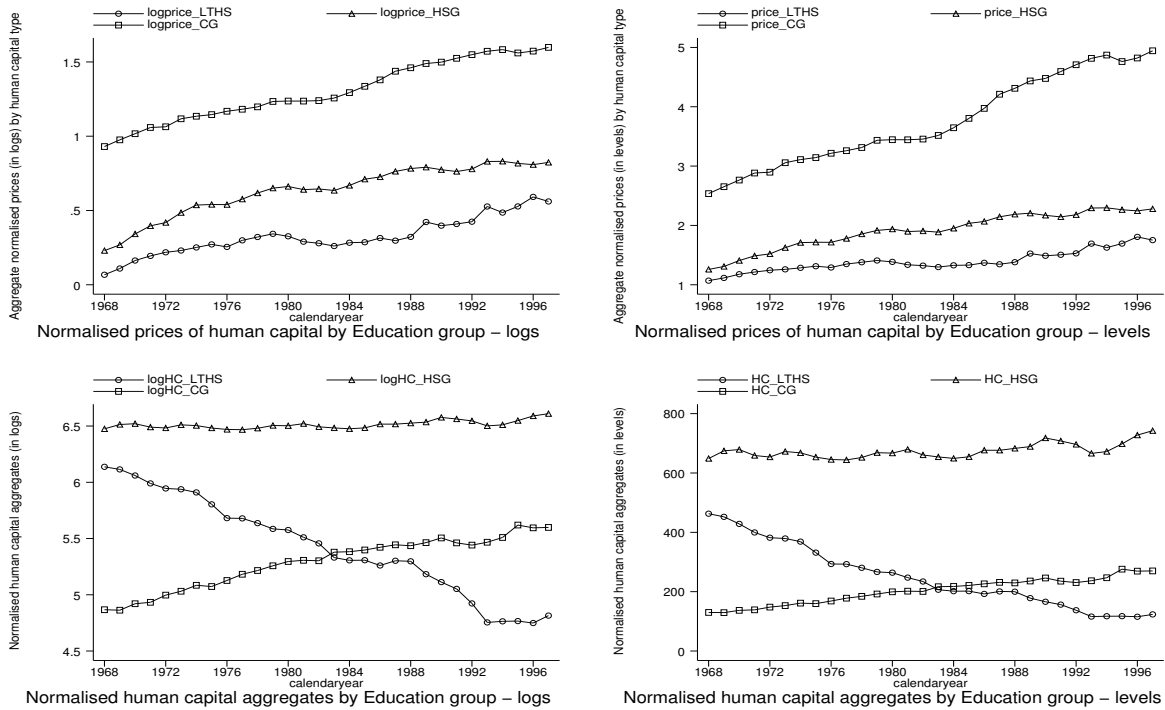 logprice_LTHS logprice_HSG
logprice_CG
Aggregate normalised prices (in logs) by human capital type
1.5
1
.5
0
1968 1972 1976 1980 1984 1988 1992 1996
calendaryear
Normalised prices of human capital by Education group – logs
price_LTHS price_HSG
price_CG
Aggregate normalised prices (in levels) by human capital type
5
4
3
2
1
1968 1972 1976 1980 1984 1988 1992 1996
calendaryear
Normalised prices of human capital by Education group – levels
logHC_LTHS logHC_HSG
logHC_CG
Normalised human capital aggregates (in logs)
6.5
6
5.5
5
4.5
1968 1972 1976 1980 1984 1988 1992 1996
calendaryear
Normalised human capital aggregates by Education group – logs
HC_LTHS HC_HSG
HC_CG
Normalised human capital aggregates (in levels)
800
600
400
200
0
1968 1972 1976 1980 1984 1988 1992 1996
calendaryear
Normalised human capital aggregates by Education group – levels